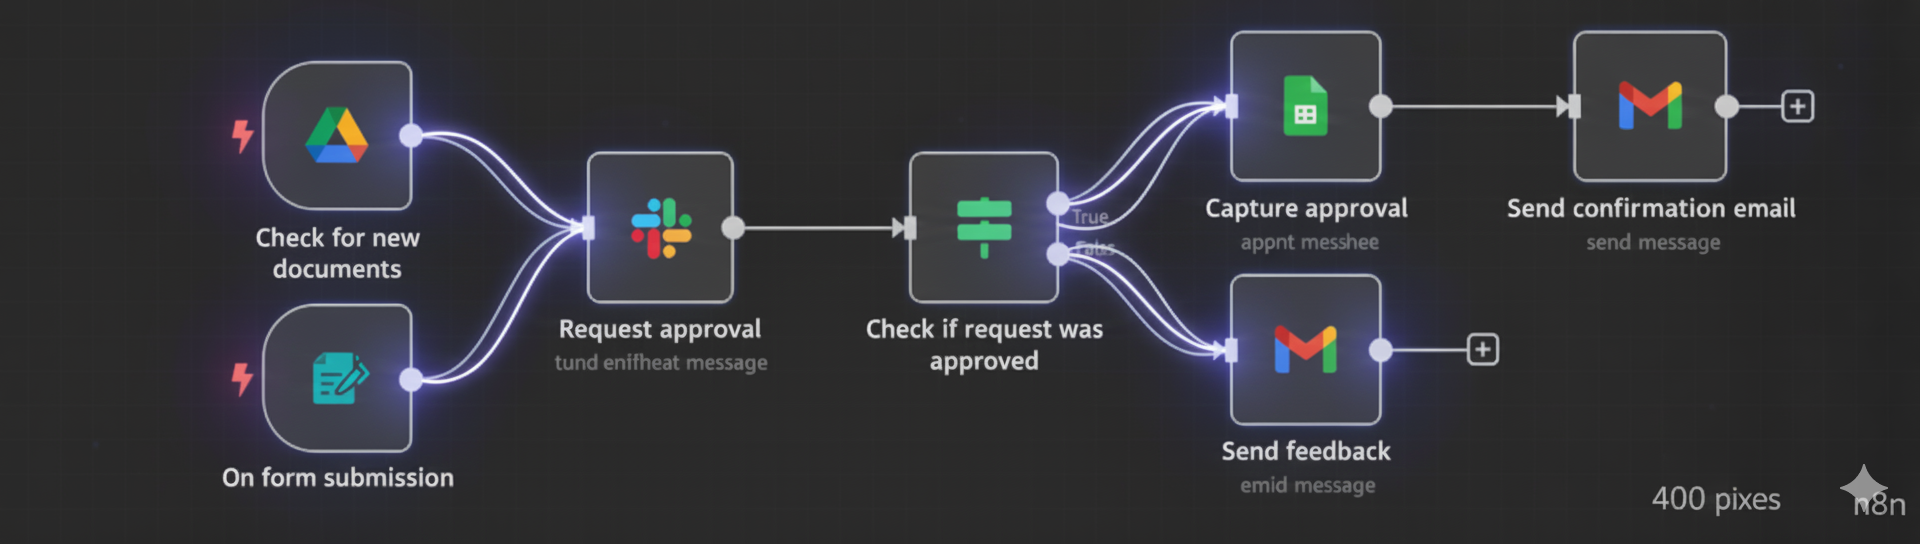 Check for new
documents
On form submission
Request approval
tund enifheat message
Check if request was
approved
True
Capture approval
appnt messhee
Send confirmation email
send message
Send feedback
emid message
400 pixes
n8n